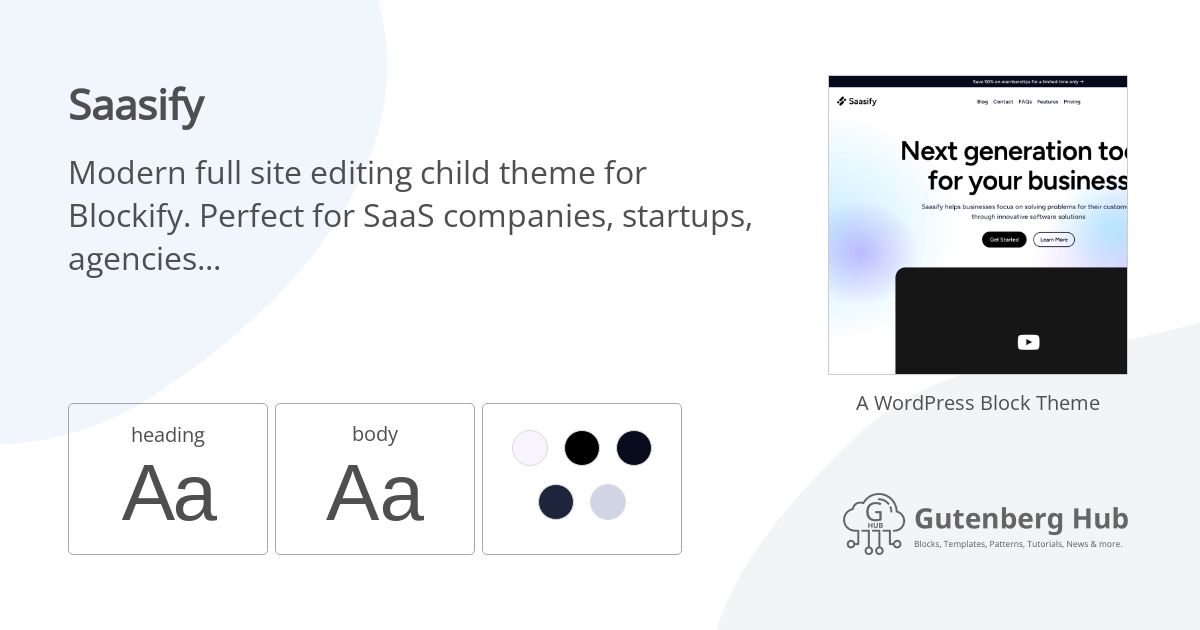 Saasify
Modern full site editing child theme for
Blockify. Perfect for SaaS companies, startups,
agencies...
heading
Aa
body
Aa
Save 50% on memberships for a limited time only →
Saasify
Blog Contact FAQs Features Pricing
Next generation too
for your business
Saasify helps businesses focus on solving problems for their custome
through innovative software solutions
Get Started
Learn More
A WordPress Block Theme
G
HUB
Gutenberg Hub
Blocks, Templates, Patterns, Tutorials, News & more.